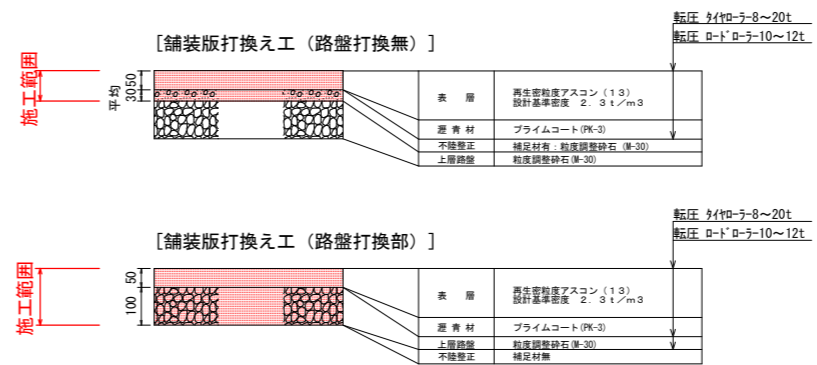 転圧 ﾀｲﾔﾛｰﾗｰ8～20t
転圧 ﾛｰﾄﾞﾛｰﾗｰ10～12t
[舗装版打換え工（路盤打換無）]
施工範囲
平均
50
30
表 層
再生密粒度アスコン（１３）
設計基準密度 ２．３ｔ／ｍ３
瀝 青 材
プライムコート(PK-3)
不陸整正
補足材有：粒度調整砕石 (M-30)
上層路盤
粒度調整砕石(M-30)
転圧 ﾀｲﾔﾛｰﾗｰ8～20t
転圧 ﾛｰﾄﾞﾛｰﾗｰ10～12t
[舗装版打換え工（路盤打換部）]
施工範囲
50
100
表 層
再生密粒度アスコン（１３）
設計基準密度 ２．３ｔ／ｍ３
瀝 青 材
プライムコート(PK-3)
上層路盤
粒度調整砕石(M-30)
不陸整正
補足材無